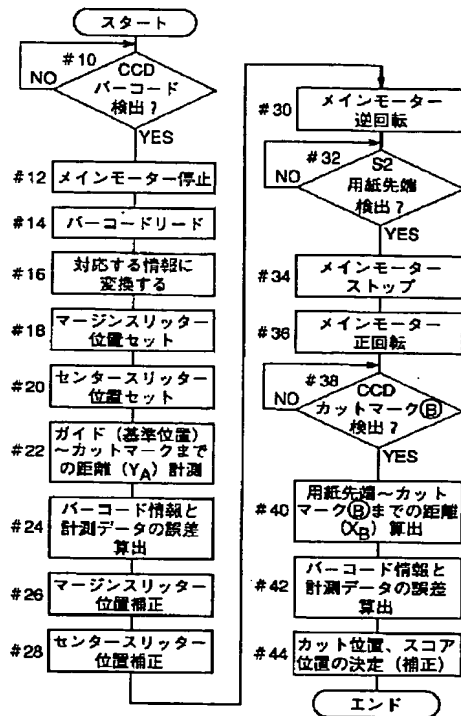 スタート
#10
CCD
バーコード
検出?
NO
YES
#12
メインモーター停止
#14
バーコードリード
#16
対応する情報に
変換する
#18
マージンスリッター
位置セット
#20
センタースリッター
位置セット
#22
ガイド(基準位置)
~カットマークまで
の距離(YA)計測
#24
バーコード情報と
計測データの誤差
算出
#26
マージンスリッター
位置補正
#28
センタースリッター
位置補正
#30
メインモーター
逆回転
#32
S2
用紙先端
検出?
NO
YES
#34
メインモーター
ストップ
#36
メインモーター
正回転
#38
CCD
カットマークⒷ
検出?
NO
YES
#40
用紙先端~カット
マークⒷまでの距離
(XB)算出
#42
バーコード情報と
計測データの誤差
算出
#44
カット位置、スコア
位置の決定(補正)
エンド